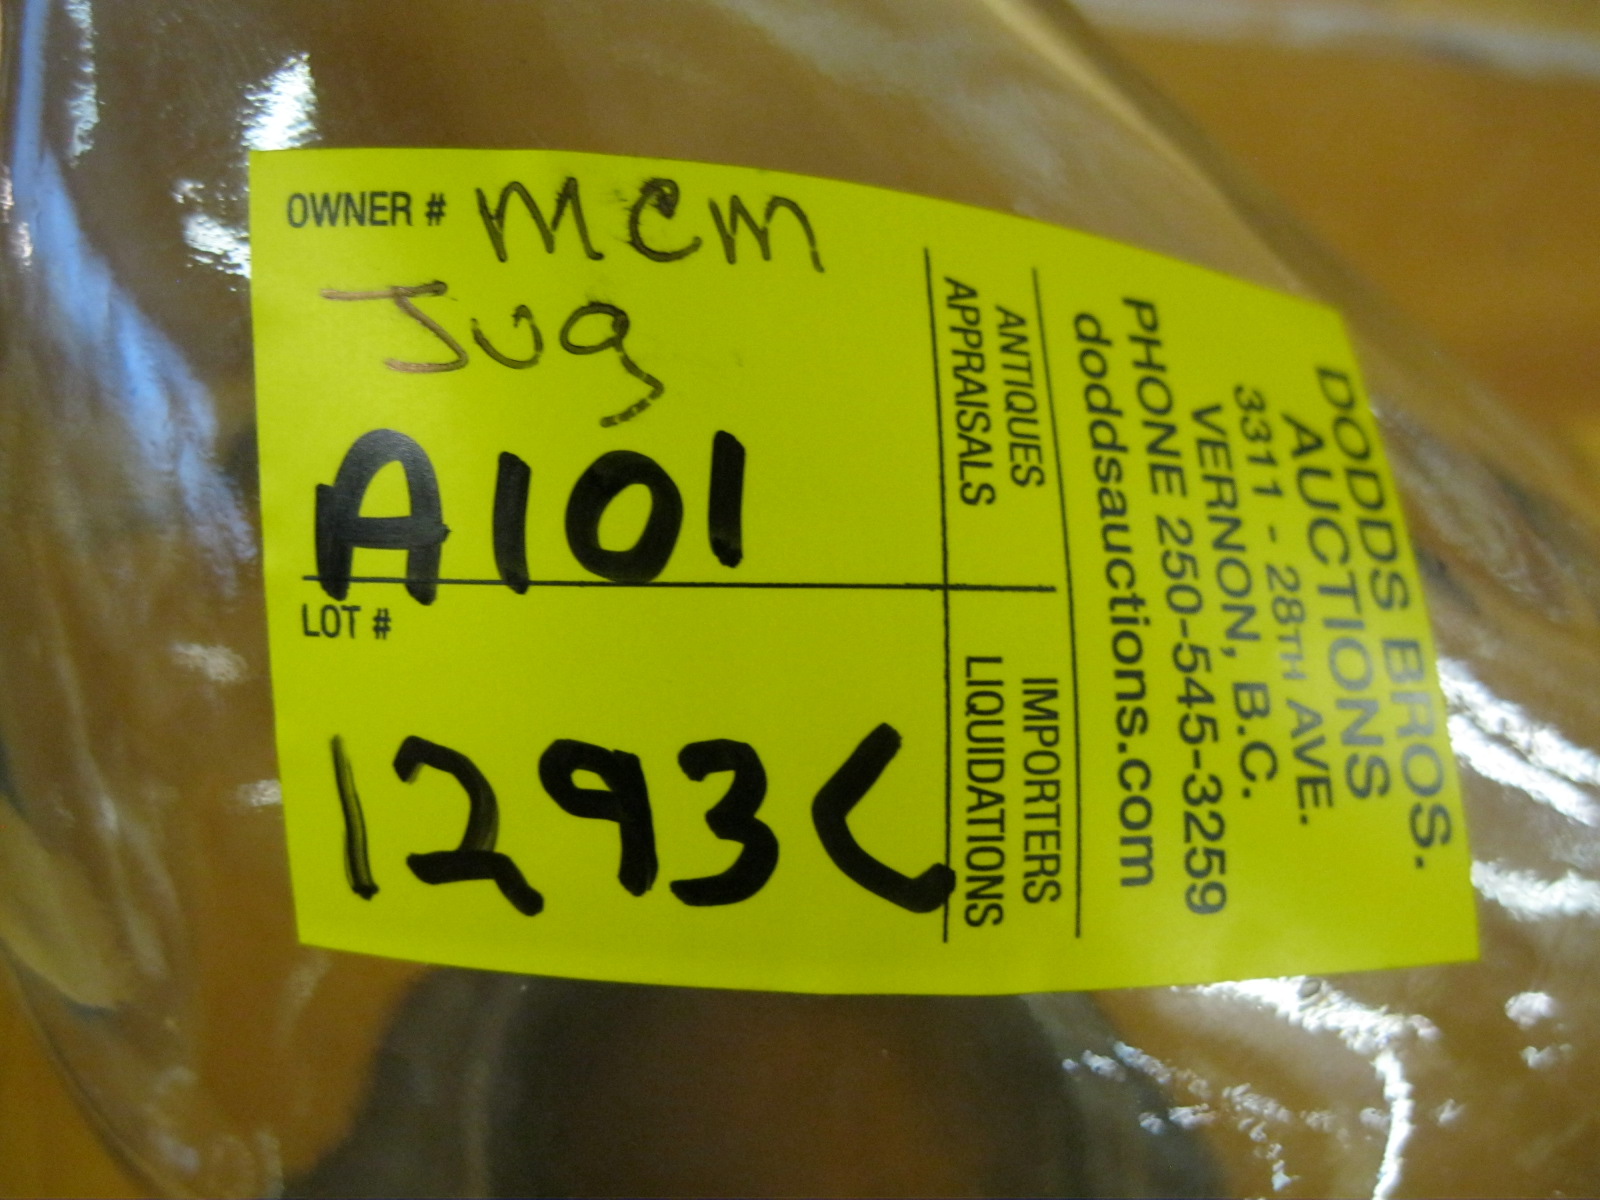 OWNER # mcm
Jug
A101
LOT #
1293C
ANTIQUES
APPRAISALS
IMPORTERS
LIQUIDATIONS
DODDS BROS.
AUCTIONS
3311 - 28TH AVE.
VERNON, B.C.
PHONE 250-545-3259
doddsauctions.com